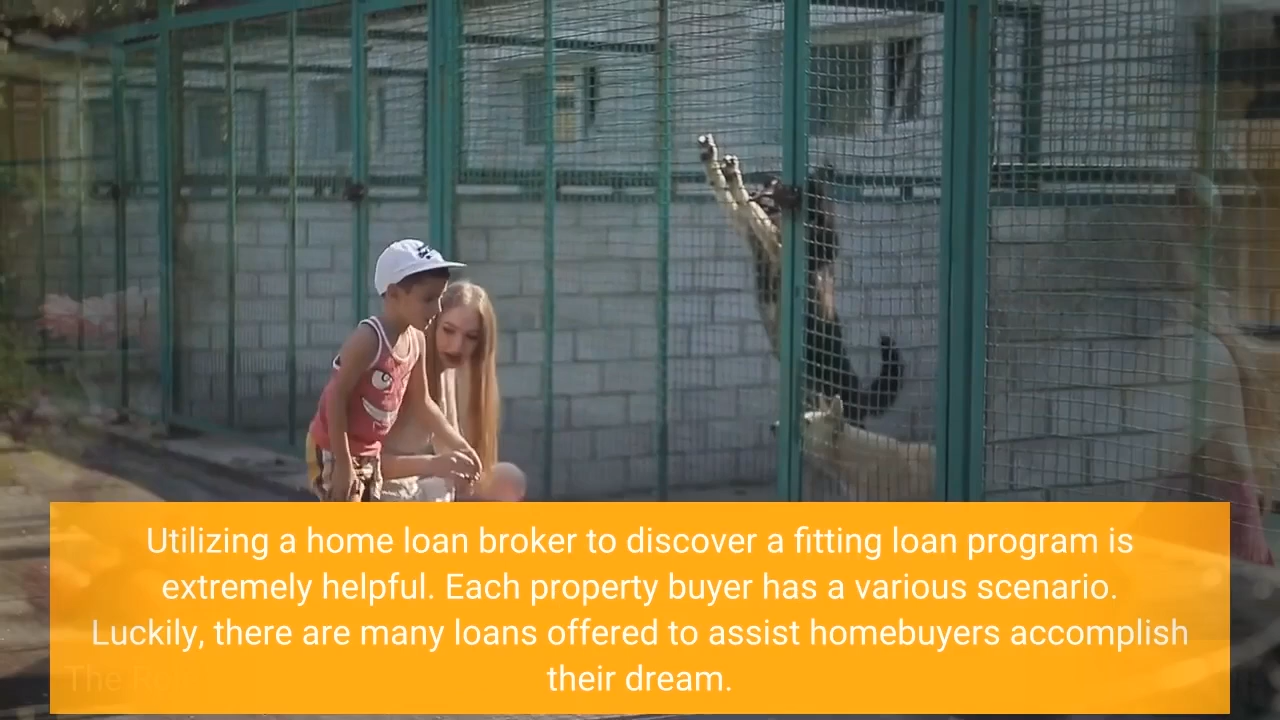 Utilizing a home loan broker to discover a fitting loan program is
extremely helpful. Each property buyer has a various scenario.
Luckily, there are many loans offered to assist homebuyers accomplish
their dream.
The